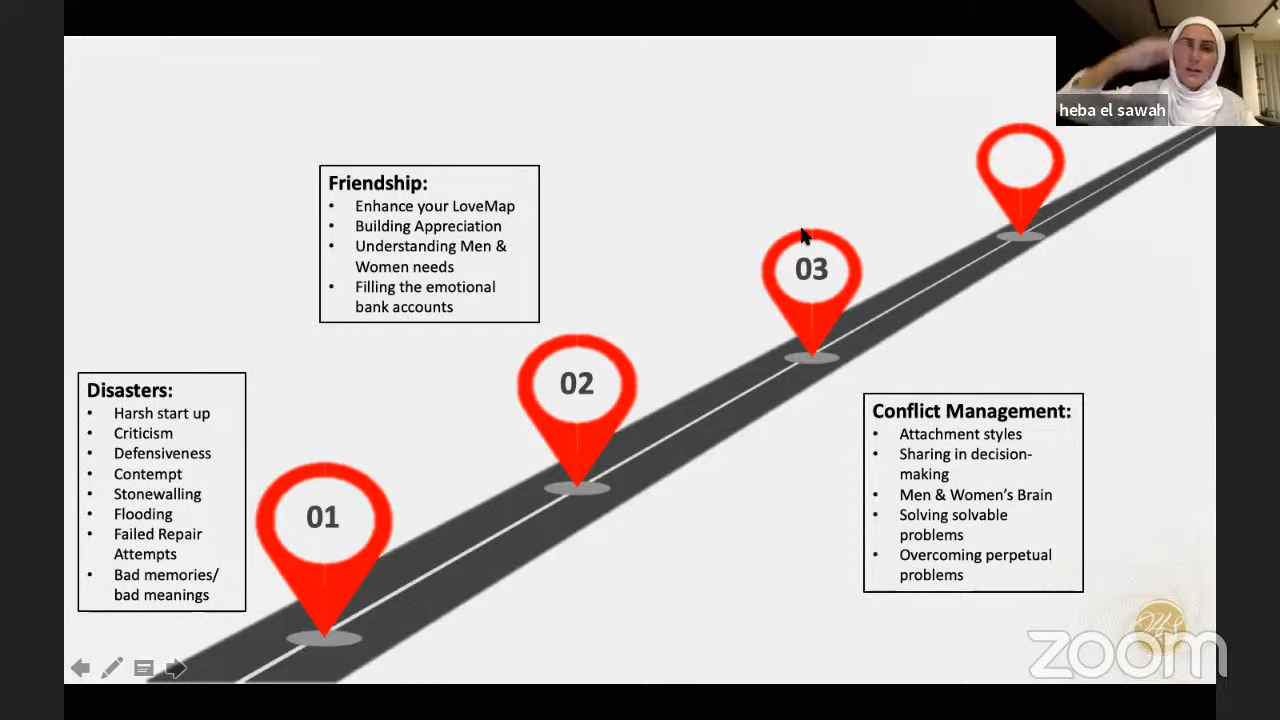 heba el sawah
Friendship:
• Enhance your LoveMap
• Building Appreciation
• Understanding Men &
Women needs
• Filling the emotional
bank accounts
03
02
Disasters:
• Harsh start up
• Criticism
• Defensiveness
• Contempt
• Stonewalling
• Flooding
• Failed Repair
Attempts
• Bad memories/
bad meanings
01
Conflict Management:
• Attachment styles
• Sharing in decision-
making
• Men & Women's Brain
• Solving solvable
problems
• Overcoming perpetual
problems
zoom